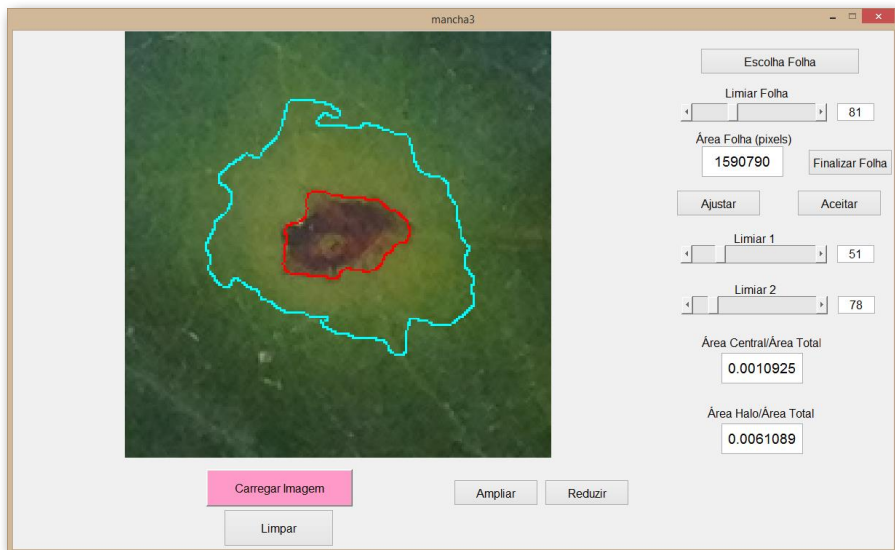 mancha3
Escolha Folha
Limiar Folha
81
Área Folha (pixels)
1590790
Finalizar Folha
Ajustar
Aceitar
Limiar 1
51
Limiar 2
78
Área Central/Área Total
0.0010925
Área Halo/Área Total
0.0061089
Carregar Imagem
Ampliar
Reduzir
Limpar